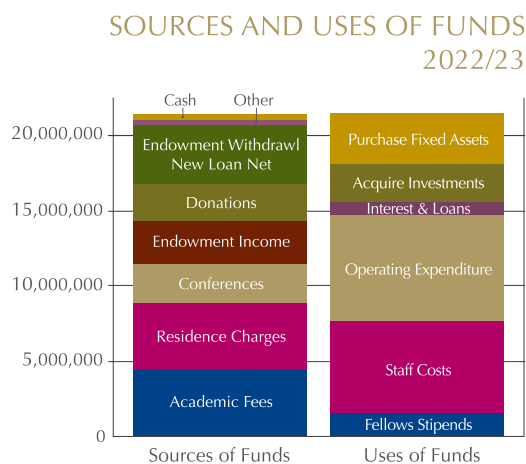 SOURCES AND USES OF FUNDS
2022/23
Cash
Other
20,000,000
15,000,000
10,000,000
5,000,000
0
Endowment Withdrawl
New Loan Net
Donations
Endowment Income
Conferences
Residence Charges
Academic Fees
Purchase Fixed Assets
Acquire Investments
Interest & Loans
Operating Expenditure
Staff Costs
Fellows Stipends
Sources of Funds
Uses of Funds